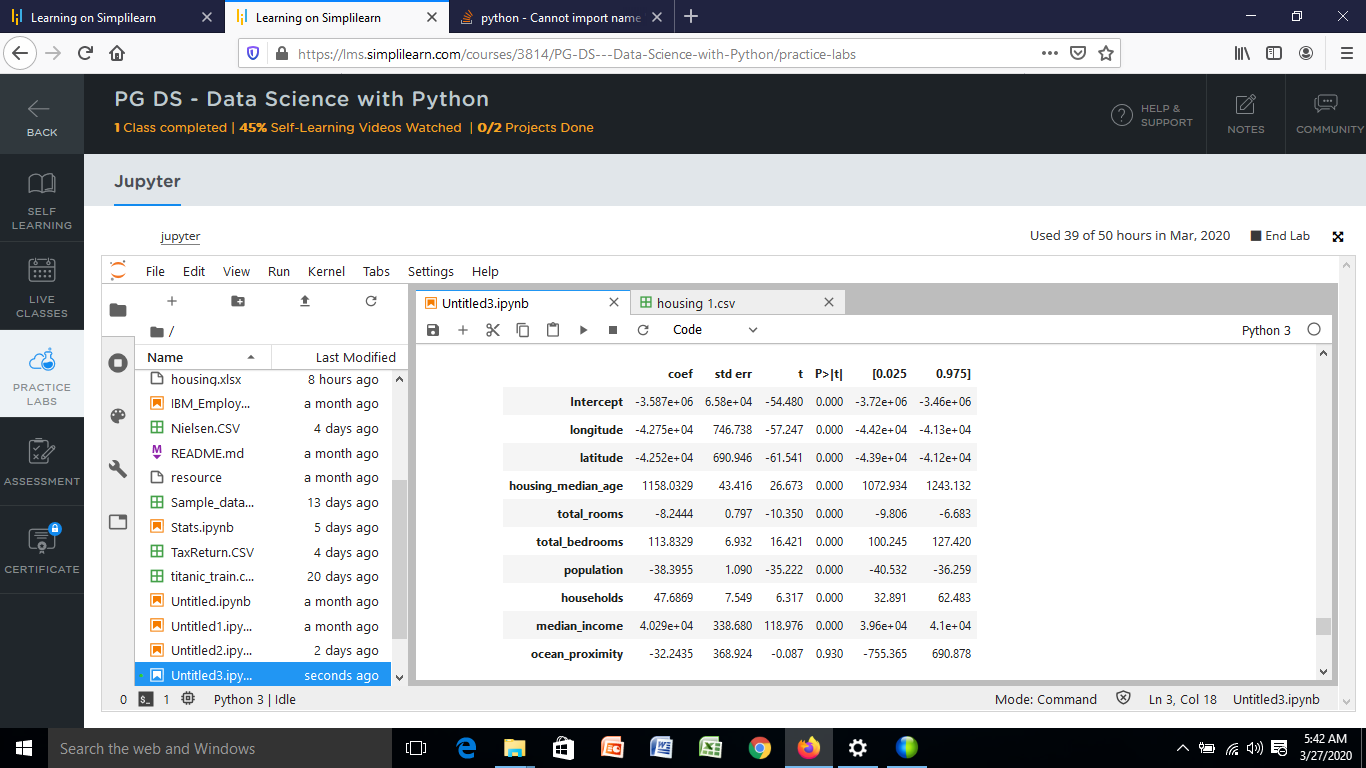 Learning on Simplilearn
Learning on Simplilearn
python - Cannot import name
https://lms.simplilearn.com/courses/3814/PG-DS---Data-Science-with-Python/practice-labs
BACK
PG DS - Data Science with Python
1 Class completed | 45% Self-Learning Videos Watched | 0/2 Projects Done
HELP & SUPPORT
NOTES
COMMUNITY
SELF LEARNING
LIVE CLASSES
PRACTICE LABS
ASSESSMENT
CERTIFICATE
Jupyter
jupyter
Used 39 of 50 hours in Mar, 2020
End Lab
File Edit View Run Kernel Tabs Settings Help
/
Name Last Modified
housing.xlsx 8 hours ago
IBM_Employ... a month ago
Nielsen.CSV 4 days ago
README.md a month ago
resource a month ago
Sample_data... 13 days ago
Stats.ipynb 5 days ago
TaxReturn.CSV 4 days ago
titanic_train.c... 20 days ago
Untitled.ipynb a month ago
Untitled1.ipy... a month ago
Untitled2.ipy... 2 days ago
Untitled3.ipy... seconds ago
Untitled3.ipynb
housing 1.csv
Code
Python 3
coef std err t P>|t| [0.025 0.975]
Intercept -3.587e+06 6.58e+04 -54.480 0.000 -3.72e+06 -3.46e+06
longitude -4.275e+04 746.738 -57.247 0.000 -4.42e+04 -4.13e+04
latitude -4.252e+04 690.946 -61.541 0.000 -4.39e+04 -4.12e+04
housing_median_age 1158.0329 43.416 26.673 0.000 1072.934 1243.132
total_rooms -8.2444 0.797 -10.350 0.000 -9.806 -6.683
total_bedrooms 113.8329 6.932 16.421 0.000 100.245 127.420
population -38.3955 1.090 -35.222 0.000 -40.532 -36.259
households 47.6869 7.549 6.317 0.000 32.891 62.483
median_income 4.029e+04 338.680 118.976 0.000 3.96e+04 4.1e+04
ocean_proximity -32.2435 368.924 -0.087 0.930 -755.365 690.878
0 1 Python 3 | Idle
Mode: Command
Ln 3, Col 18
Untitled3.ipynb
Search the web and Windows
5:42 AM
3/27/2020